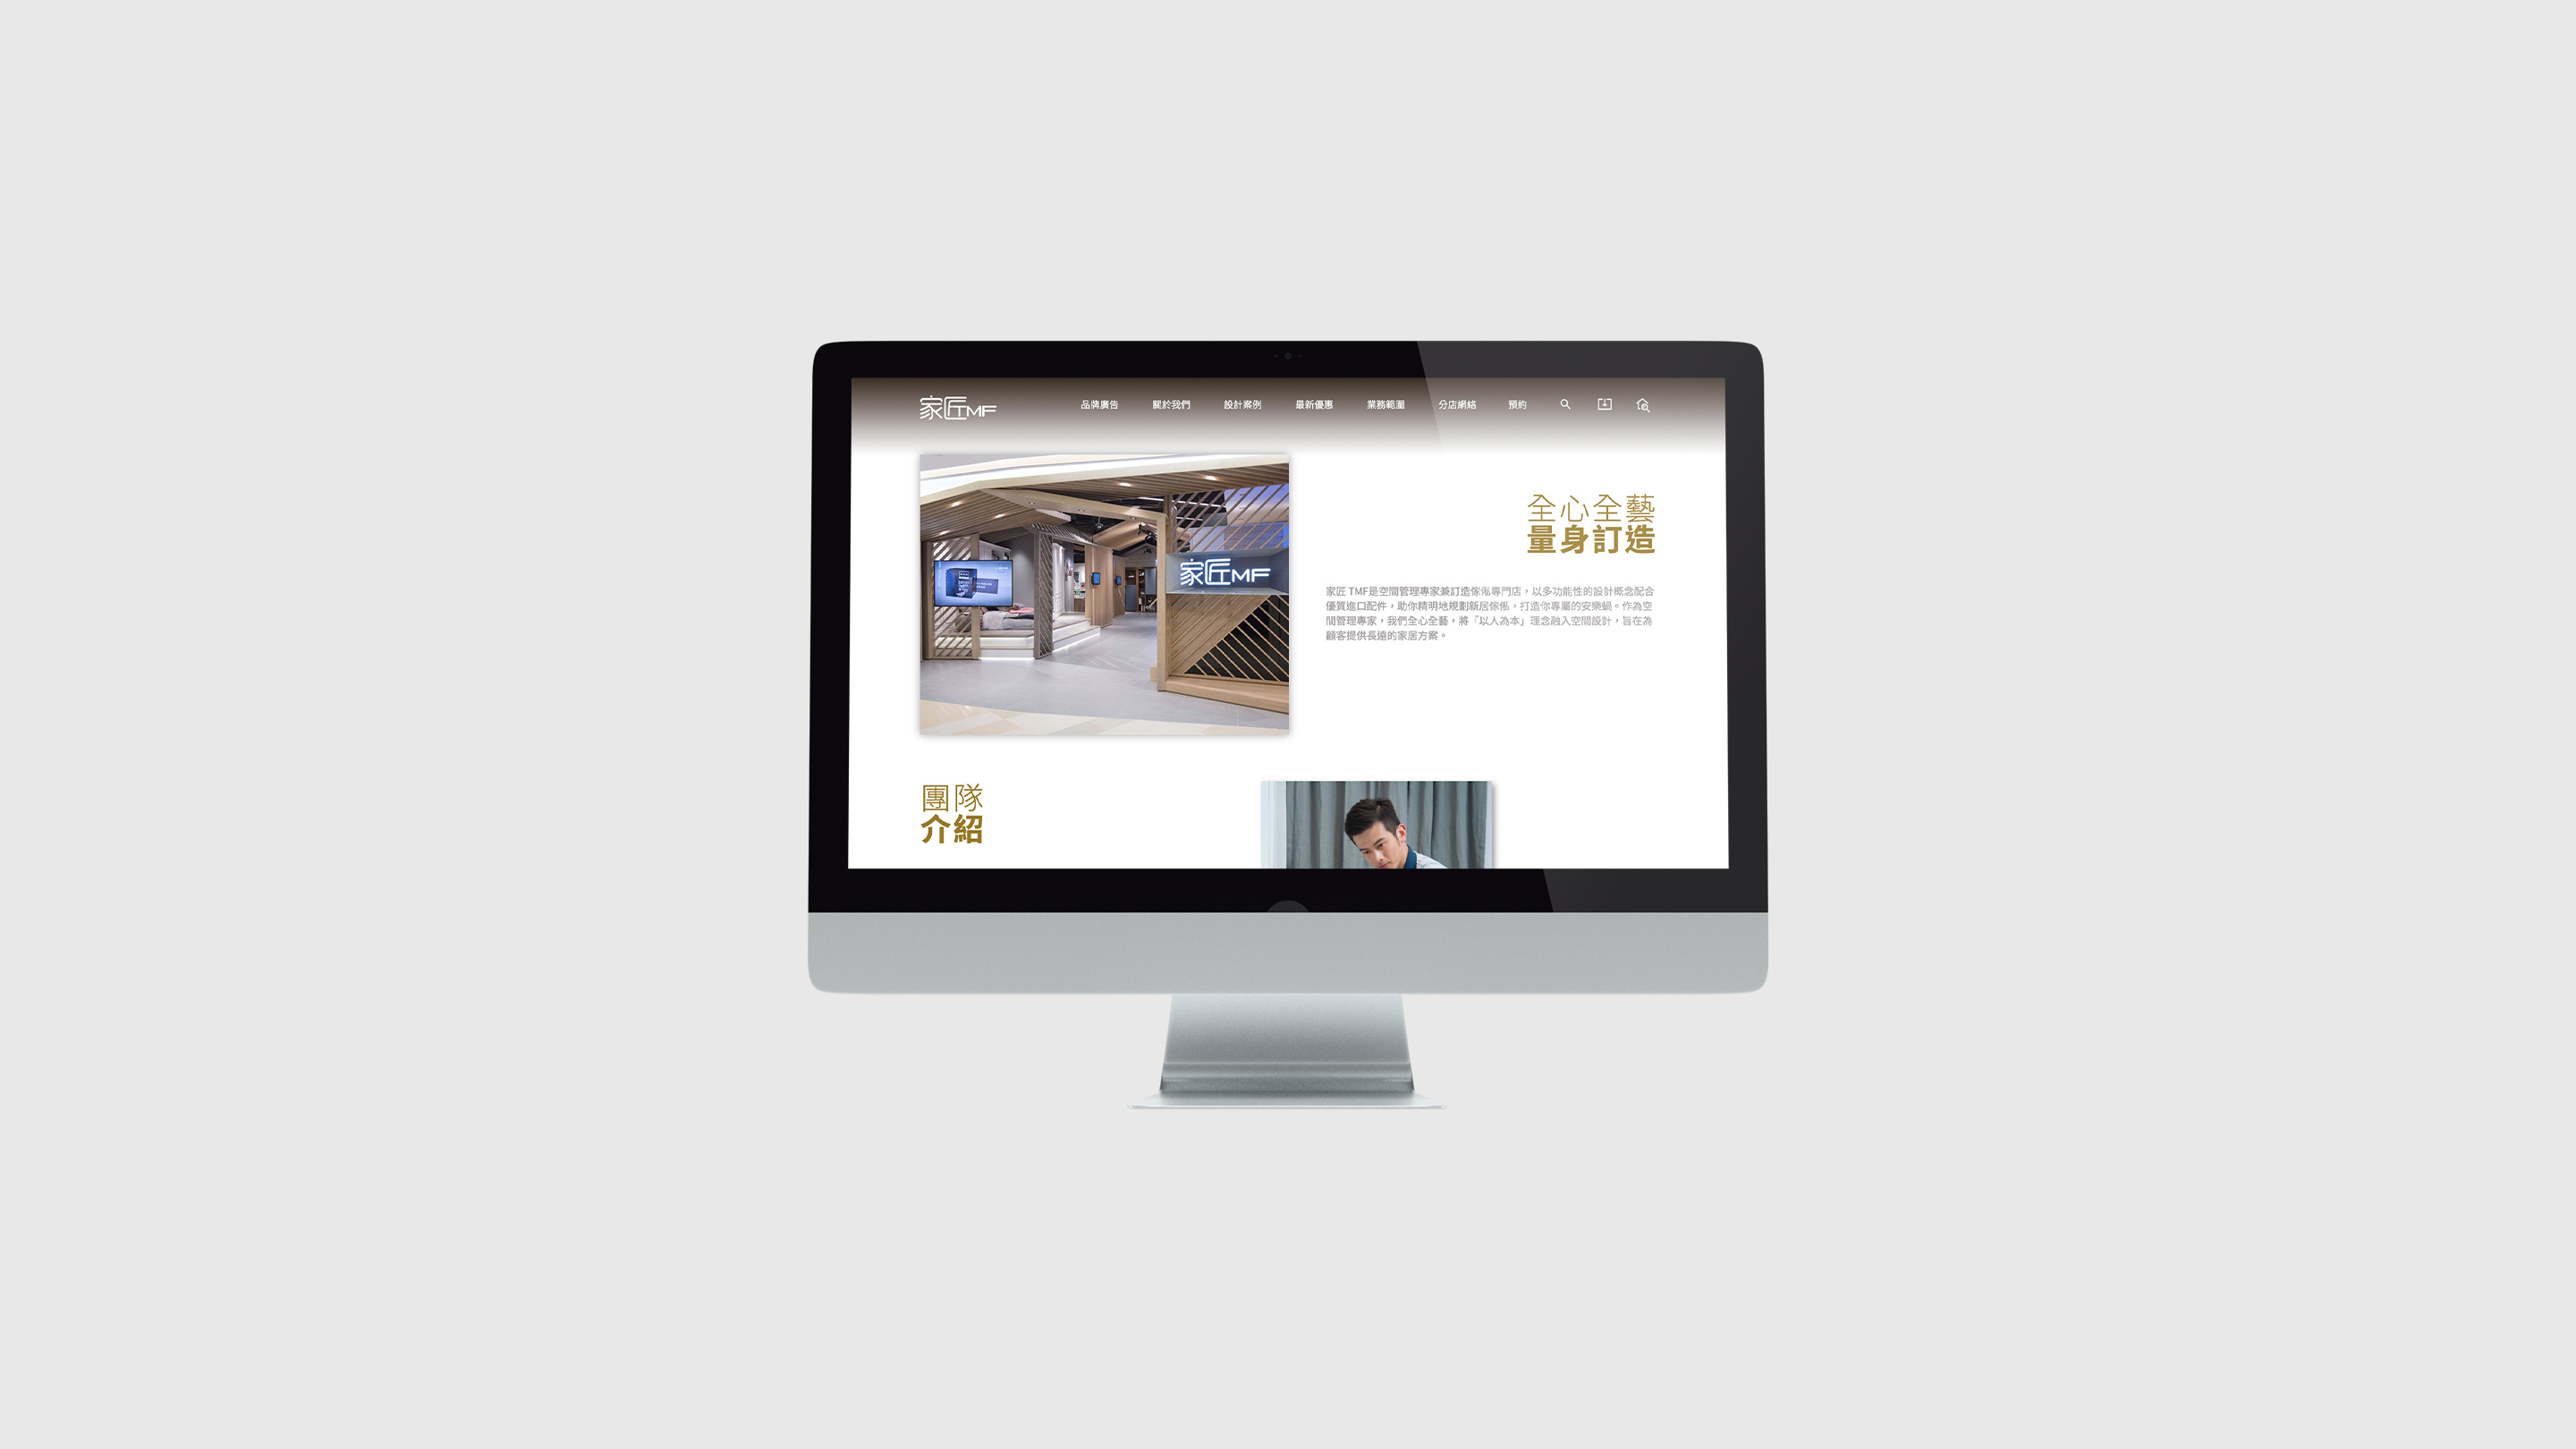 家匠TMF
品牌廣告 關於我們 設計案例 最新優惠 業務範圍 分店網絡 預約
家匠TMF
全心全藝
量身訂造
家匠 TMF是空間管理專家兼訂造傢俬專門店，以多功能性的設計概念配合
優質進口配件，助你精明地規劃新居傢俬，打造你專屬的安樂蝸。作為空
間管理專家，我們全心全藝，將「以人為本」理念融入空間設計，旨在為
顧客提供長遠的家居方案。
團隊
介紹